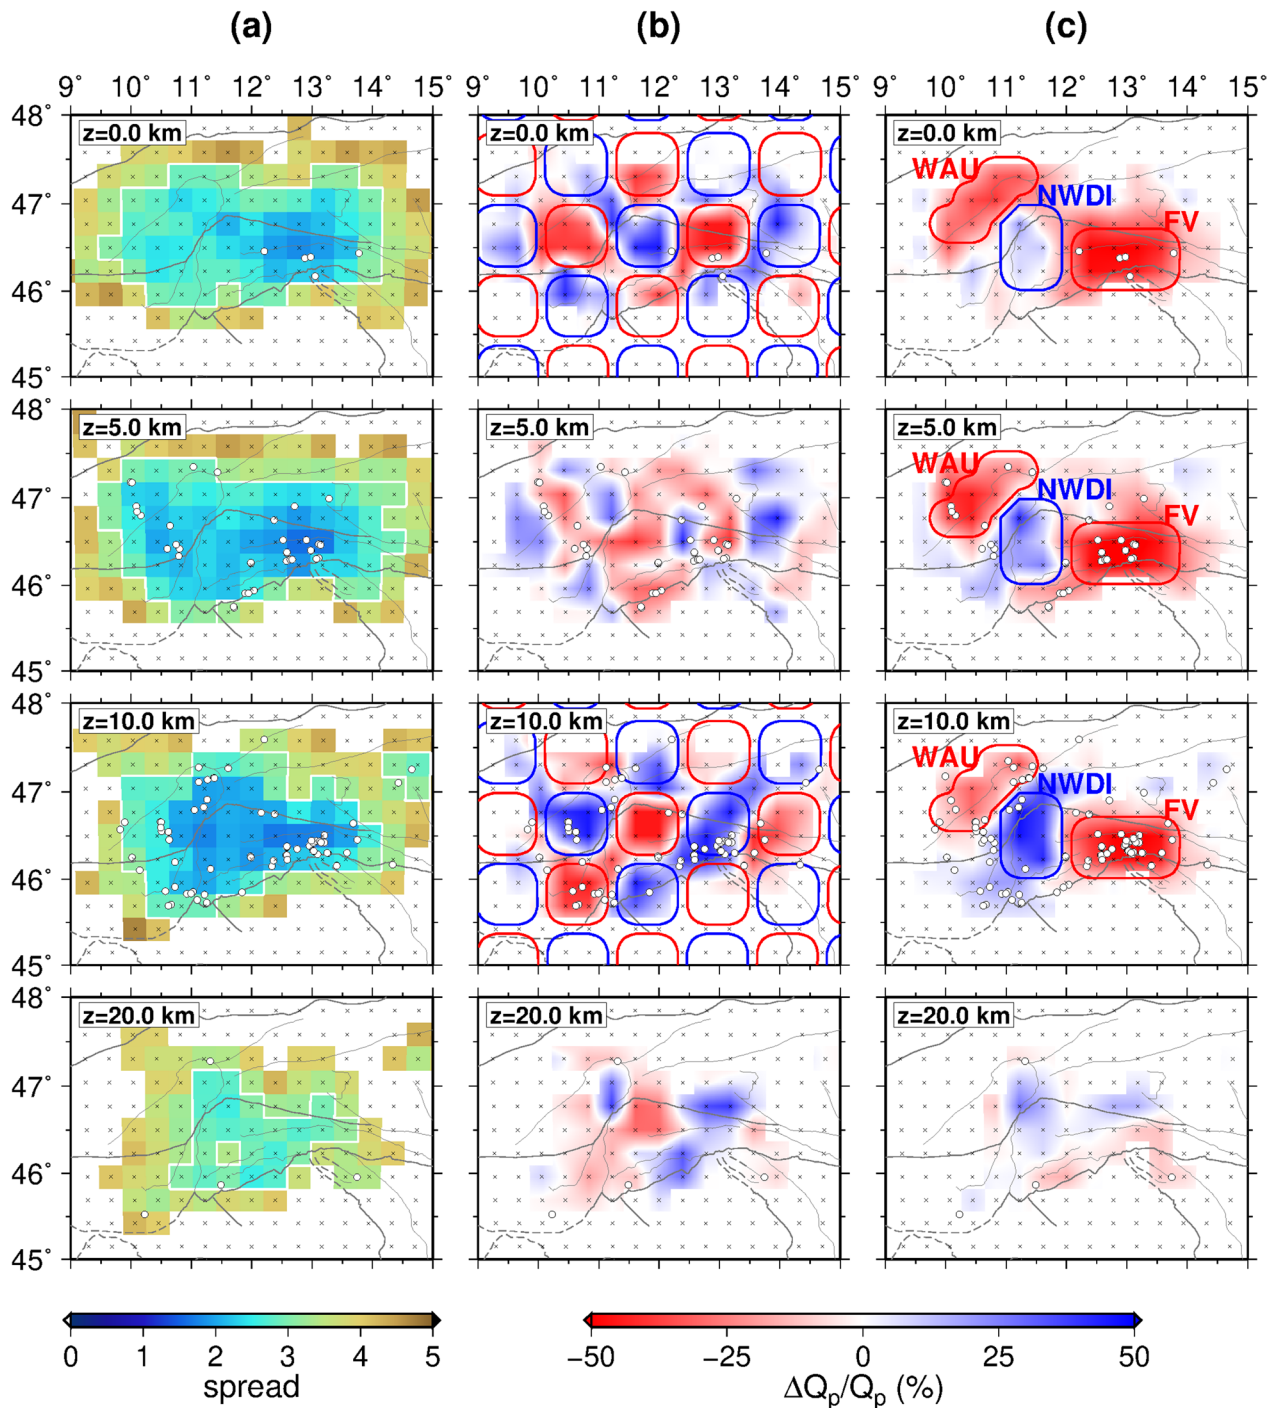 (a) (b) (c)
9° 10° 11° 12° 13° 15° 10° 11° 12° 13° 15° 9° 10° 11° 12° 13° 15°
48°
z=0.0 km z=0.0 km z=0.0 km
WAU
NWDI
47°
FV
46°
45°
48°
z=5.0 km z=5.0 km z=5.0 km
WAU
NWDI
47°
FV
46°
45°
48°
z=10.0 km z=10.0 km z=10.0 km
WAU
NWDI
47°
FV
46°
45°
48°
z=20.0 km z=20.0 km z=20.0 km
47°
46°
45°
0 1 2 3 4 5 −50 −25 0 25 50
spread ΔQp/Qp (%)